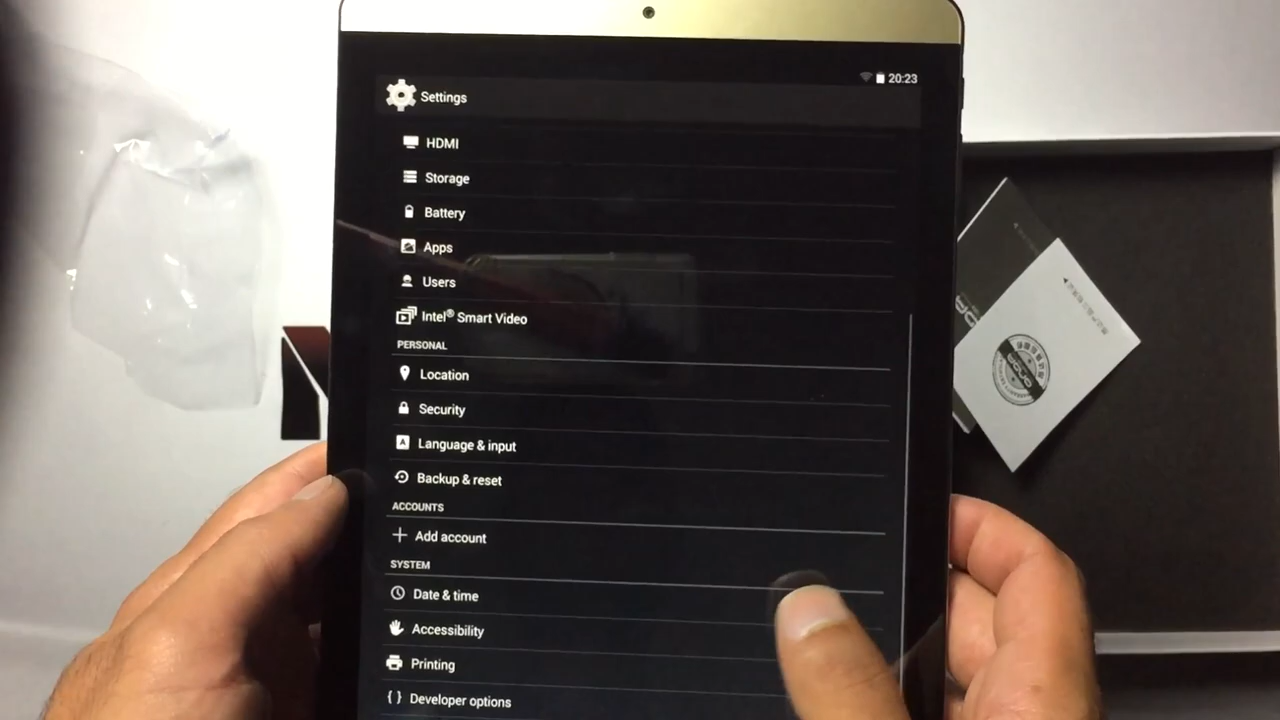 20:23
Settings
HDMI
Storage
Battery
Apps
Users
Intel® Smart Video
PERSONAL
Location
Security
Language & input
Backup & reset
ACCOUNTS
Add account
SYSTEM
Date & time
Accessibility
Printing
{ } Developer options